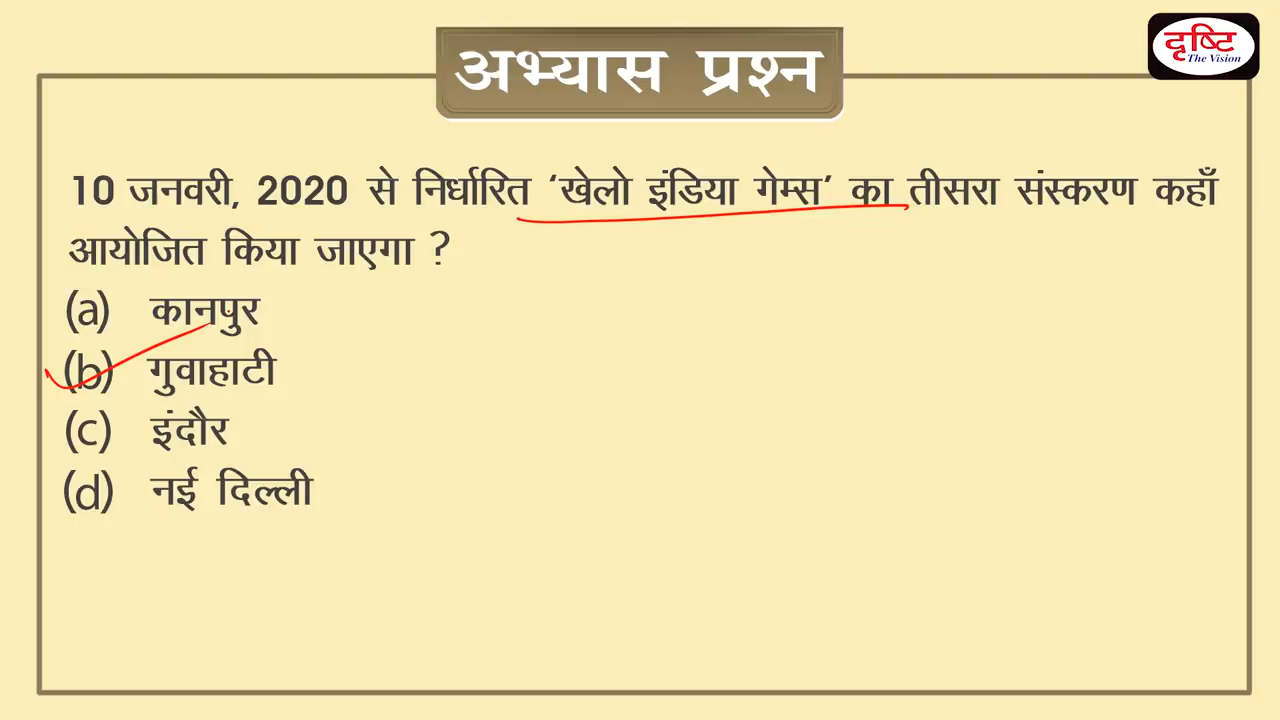 दृष्टि
The Vision
अभ्यास प्रश्न
10 जनवरी, 2020 से निर्धारित ‘खेलो इंडिया गेम्स’ का तीसरा संस्करण कहाँ
आयोजित किया जाएगा ?
(a) कानपुर
(b) गुवाहाटी
(c) इंदौर
(d) नई दिल्ली